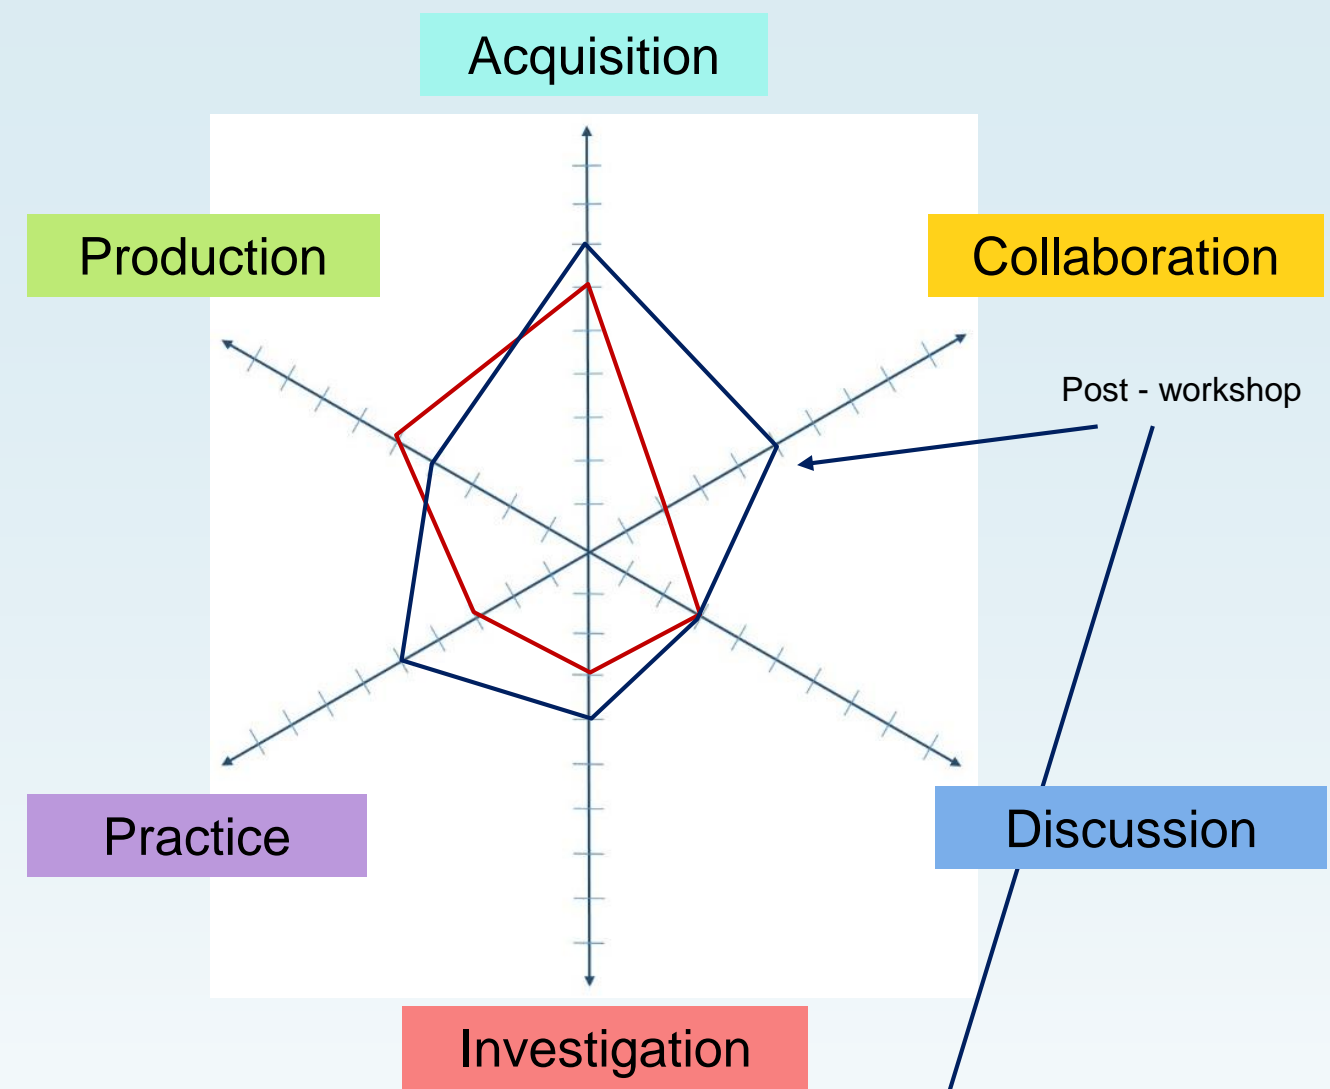 Acquisition
Production
Collaboration
Post - workshop
Practice
Discussion
Investigation